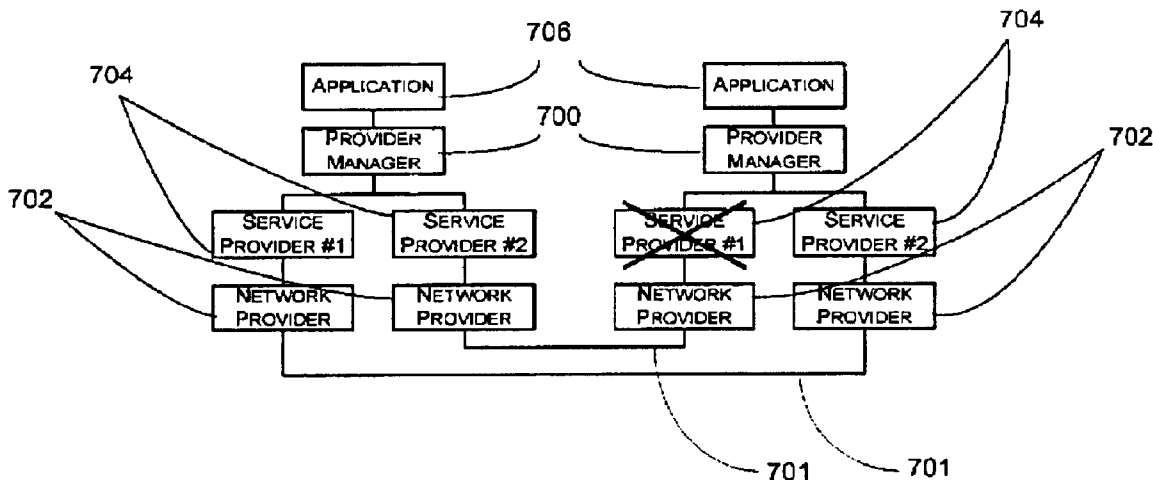 706
704
704
APPLICATION
APPLICATION
700
PROVIDER
MANAGER
PROVIDER
MANAGER
702
702
SERVICE
PROVIDER #1
SERVICE
PROVIDER #2
SERVICE
PROVIDER #1
SERVICE
PROVIDER #2
NETWORK
PROVIDER
NETWORK
PROVIDER
NETWORK
PROVIDER
NETWORK
PROVIDER
701
701